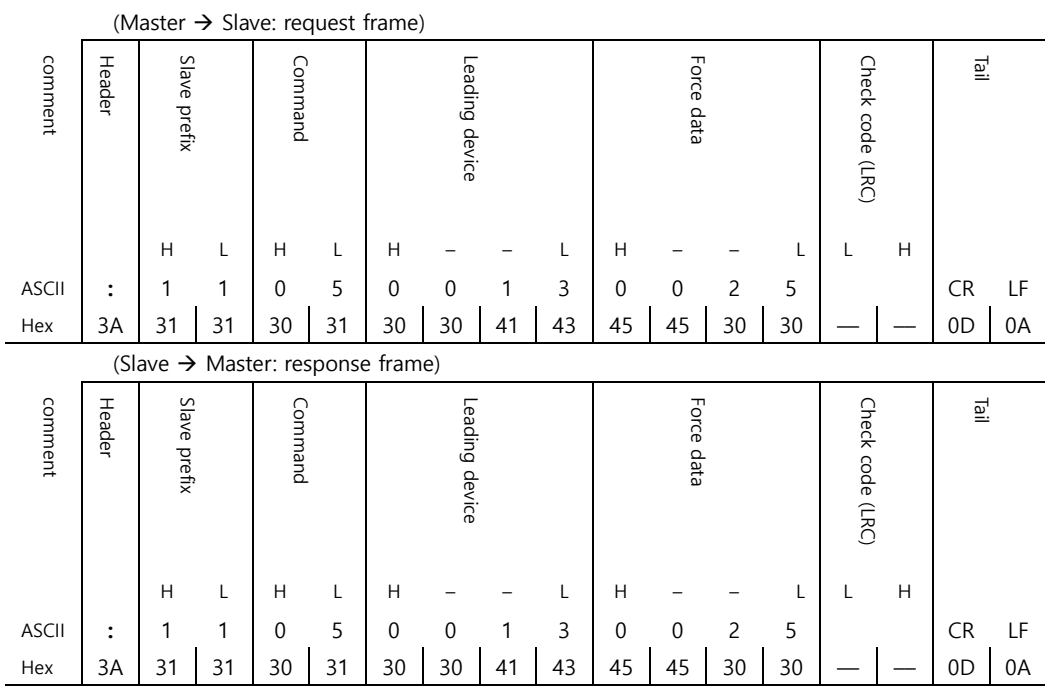 (Master → Slave: request frame)
comment Header Slave prefix Command Leading device Force data Check code (LRC) Tail
H L H L H – – L H – – L L H
ASCII : 1 1 0 5 0 0 1 3 0 0 2 5 CR LF
Hex 3A 31 31 30 31 30 30 41 43 45 45 30 30 — — 0D 0A
(Slave → Master: response frame)
comment Header Slave prefix Command Leading device Force data Check code (LRC) Tail
H L H L H – – L H – – L L H
ASCII : 1 1 0 5 0 0 1 3 0 0 2 5 CR LF
Hex 3A 31 31 30 31 30 30 41 43 45 45 30 30 — — 0D 0A